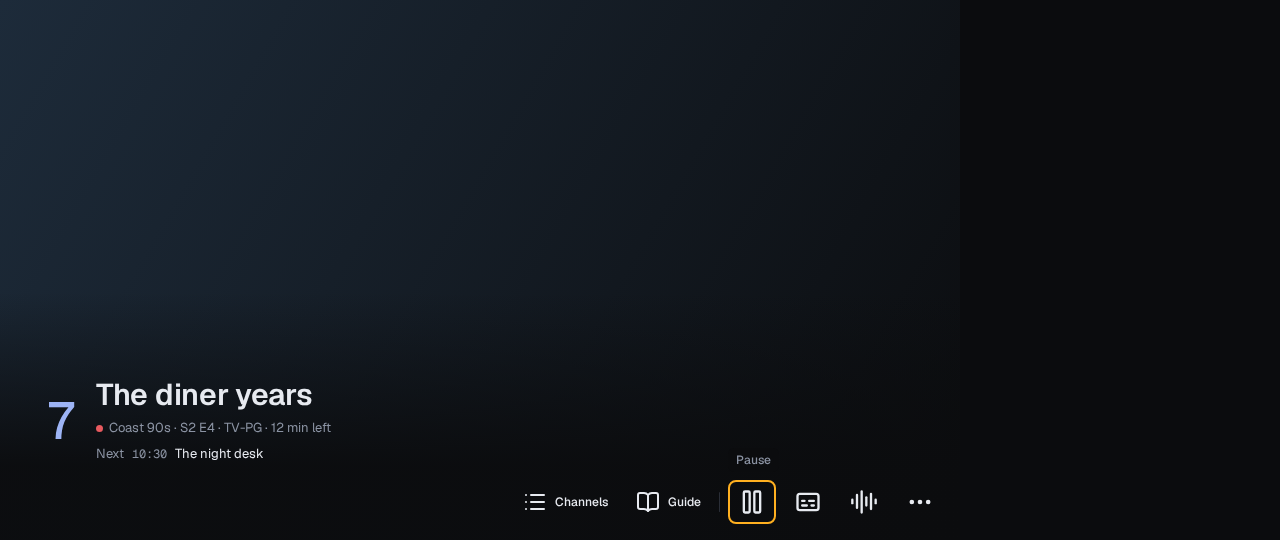 7
The diner years
Coast 90s · S2 E4 · TV-PG · 12 min left
Next 10:30 The night desk
Pause
Channels Guide